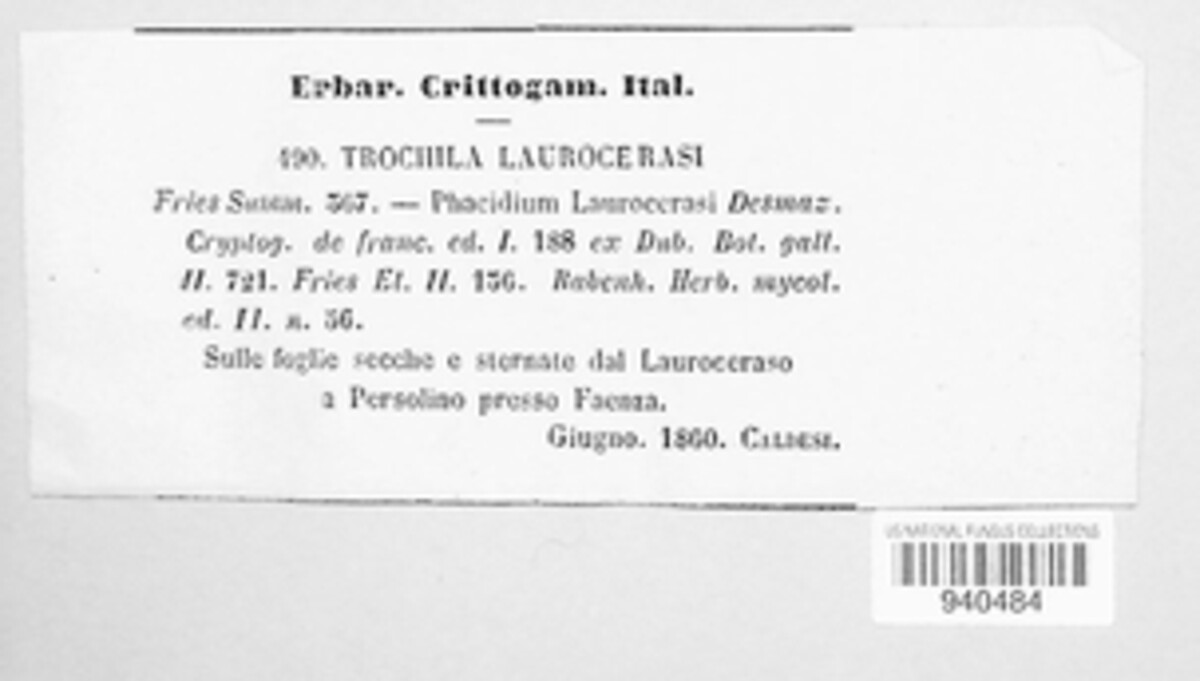 Erbar. Crittogam. Ital.
490. TROCHILA LAUROCERASI
Fries Summ. 367. — Phacidium Laurocerasi Desmaz.
Cryptog. de franc. ed. I. 188 ex Dub. Bot. gall.
II. 721. Fries El. II. 136. Rabenh. Herb. mycol.
ed. II. n. 56.
Sulle foglie secche e sternate dal Lauroceraso
a Persolino presso Faenza.
Giugno. 1860. CALDESI.
US NATIONAL FUNGUS COLLECTIONS
940484